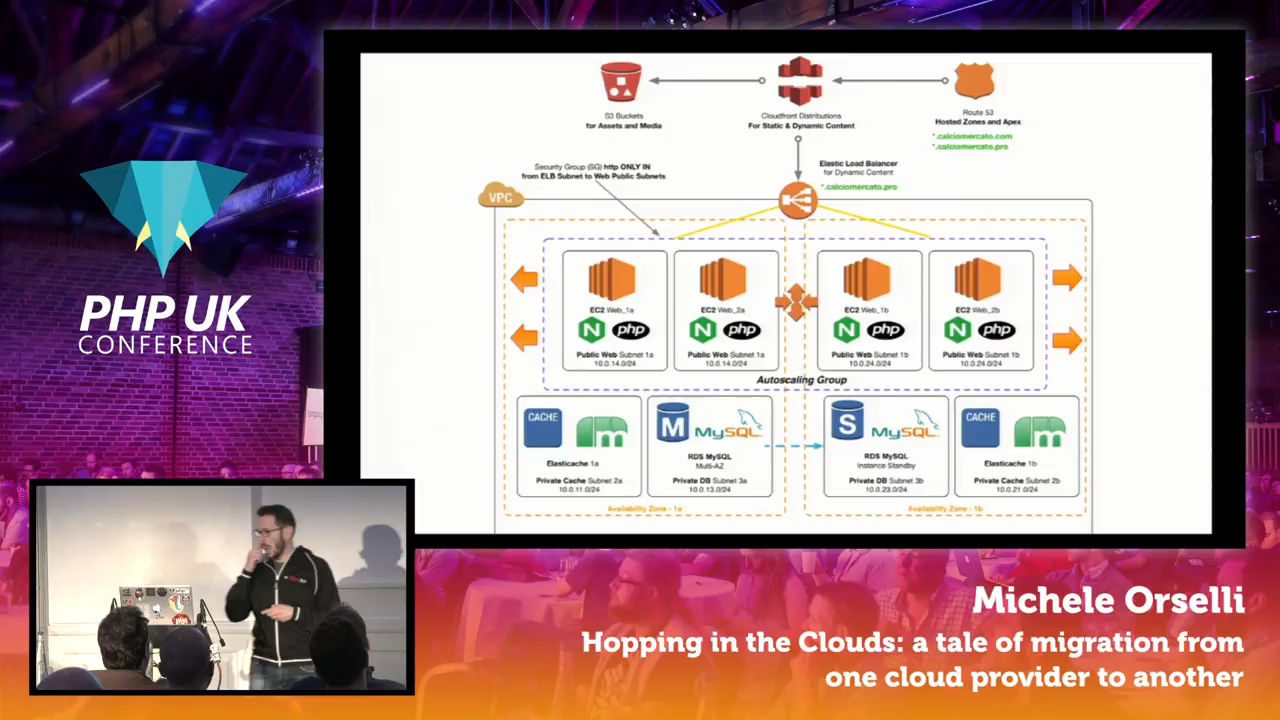 S3 Buckets
for Assets and Media
Cloudfront Distributions
For Static & Dynamic Content
Route 53
Hosted Zones and Apex
*.calciomercato.com
*.calciomercato.pro
Security Group (SG) http ONLY IN
from ELB Subnet to Web Public Subnets
Elastic Load Balancer
for Dynamic Content
*.calciomercato.pro
VPC
EC2 Web_1a
N php
Public Web Subnet 1a
10.0.14.0/24
EC2 Web_2a
N php
Public Web Subnet 1a
10.0.14.0/24
EC2 Web_1b
N php
Public Web Subnet 1b
10.0.24.0/24
EC2 Web_2b
N php
Public Web Subnet 1b
10.0.24.0/24
Autoscaling Group
CACHE
Elasticache 1a
Private Cache Subnet 2a
10.0.11.0/24
M MySQL
RDS MySQL
Multi-AZ
Private DB Subnet 3a
10.0.13.0/24
S MySQL
RDS MySQL
Instance Standby
Private DB Subnet 3b
10.0.23.0/24
CACHE
Elasticache 1b
Private Cache Subnet 2b
10.0.21.0/24
Availability Zone - 1a
Availability Zone - 1b
PHP UK
CONFERENCE
Michele Orselli
Hopping in the Clouds: a tale of migration from
one cloud provider to another